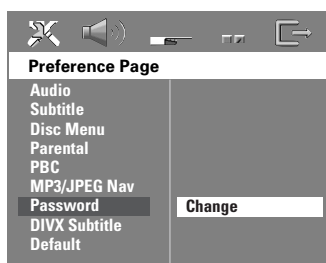 Preference Page
Audio
Subtitle
Disc Menu
Parental
PBC
MP3/JPEG Nav
Password Change
DIVX Subtitle
Default